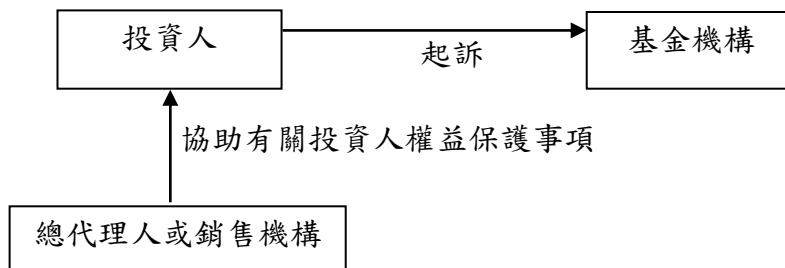 投資人
起訴
基金機構
協助有關投資人權益保護事項
總代理人或銷售機構